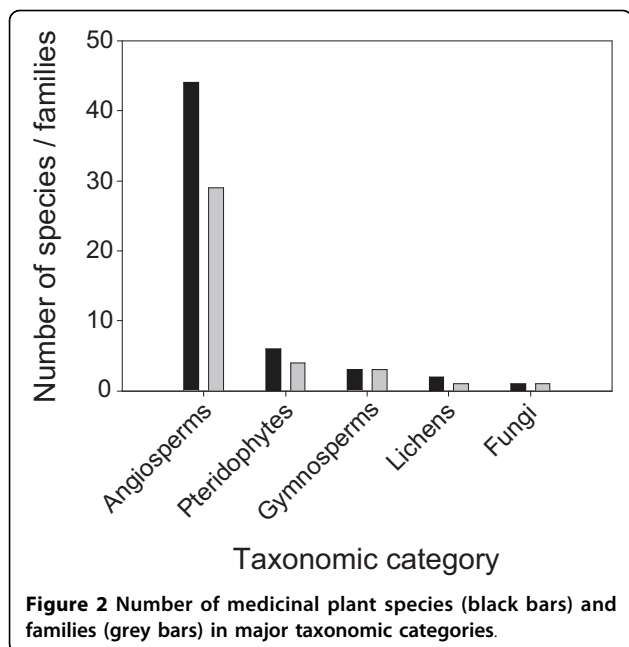 50
40
30
20
10
0
Number of species / families
Angiosperms
Pteridophytes
Gymnosperms
Lichens
Fungi
Taxonomic category
Figure 2 Number of medicinal plant species (black bars) and
families (grey bars) in major taxonomic categories.